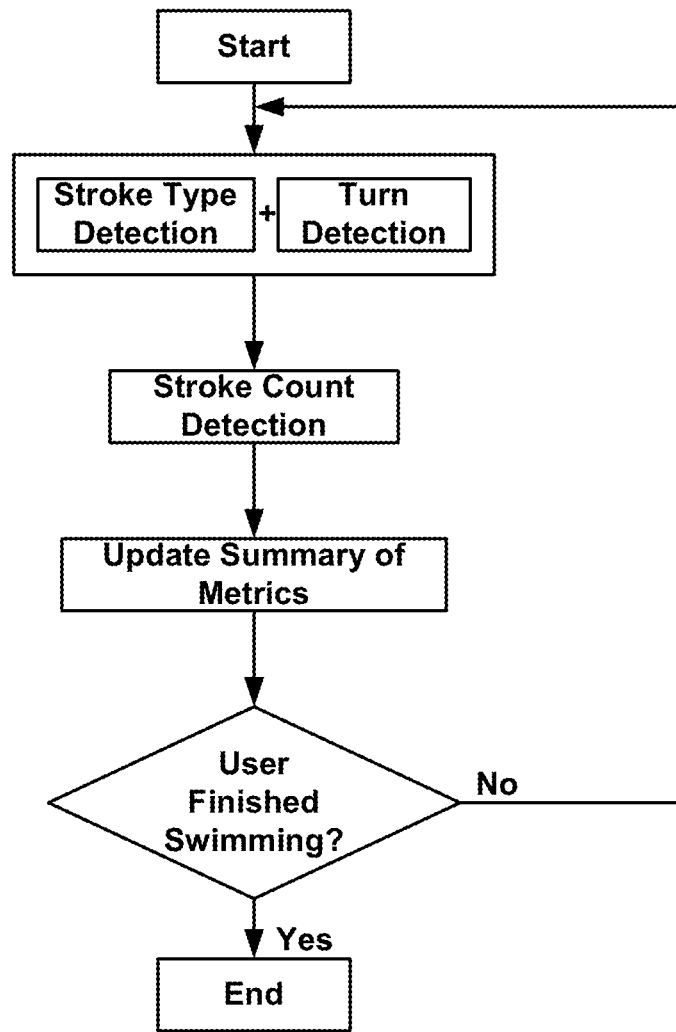 Start
Stroke Type
Detection
+
Turn
Detection
Stroke Count
Detection
Update Summary of
Metrics
User
Finished
Swimming?
No
Yes
End